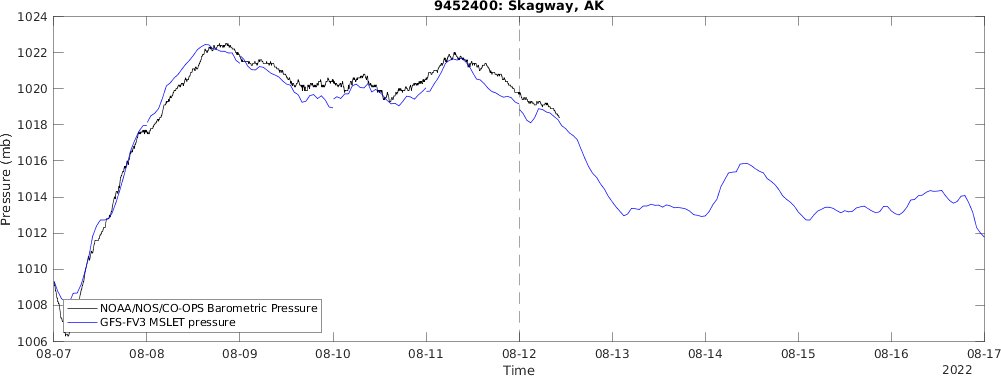 9452400: Skagway, AK
Pressure (mb)
1024
1022
1020
1018
1016
1014
1012
1010
1008
1006
NOAA/NOS/CO-OPS Barometric Pressure
GFS-FV3 MSLET pressure
08-07 08-08 08-09 08-10 08-11 08-12 08-13 08-14 08-15 08-16 08-17
Time
2022